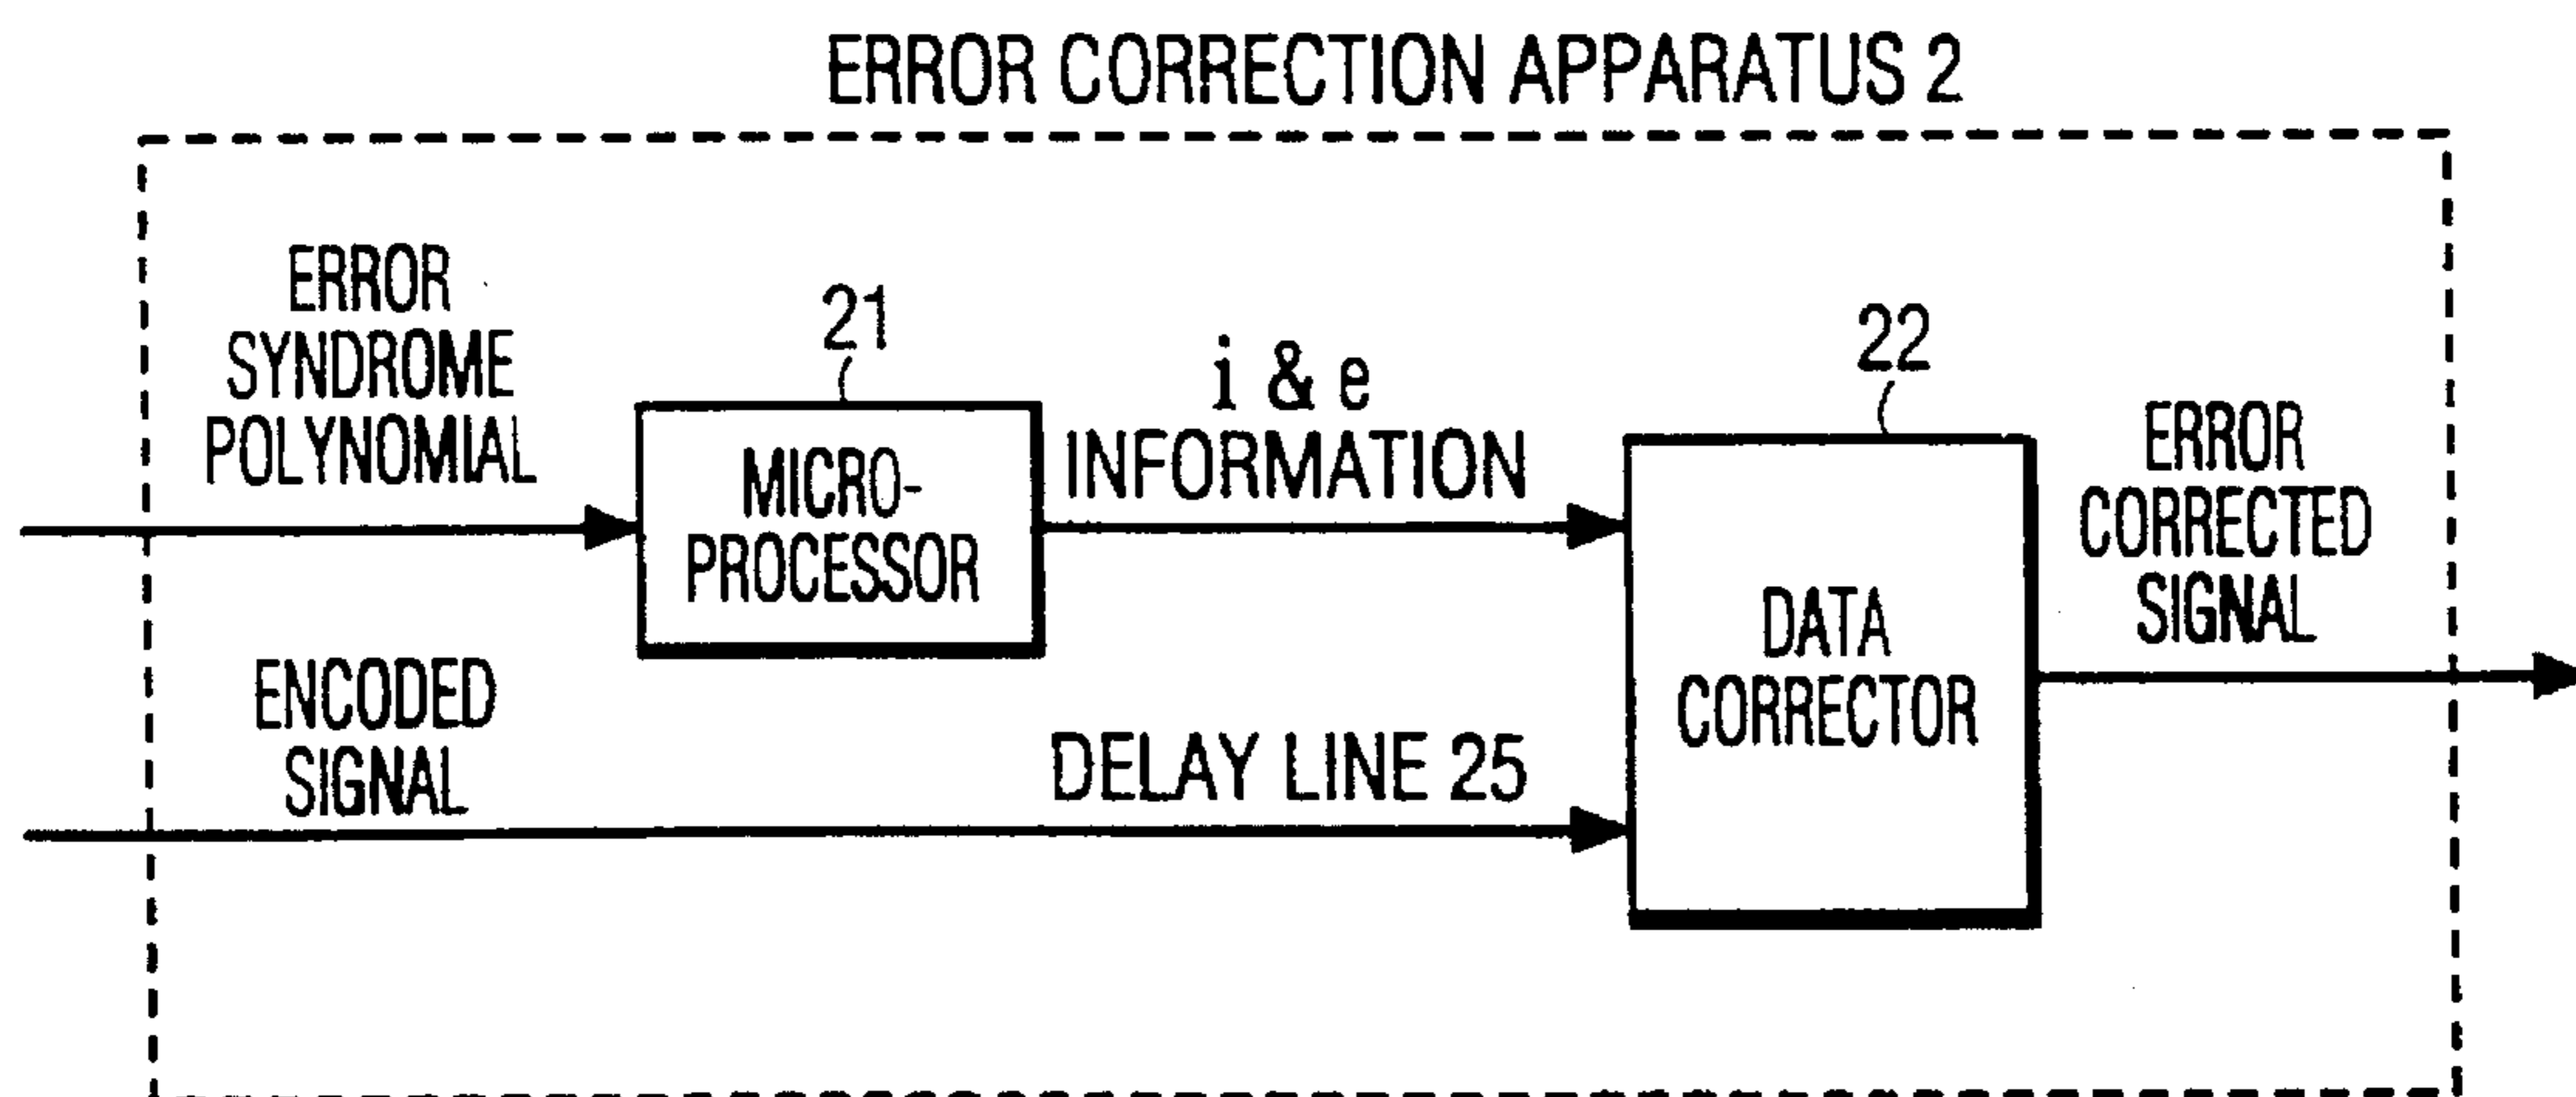 ERROR CORRECTION APPARATUS 2
ERROR
SYNDROME
POLYNOMIAL
21
MICRO-
PROCESSOR
i & e
INFORMATION
22
DATA
CORRECTOR
ERROR
CORRECTED
SIGNAL
ENCODED
SIGNAL
DELAY LINE 25